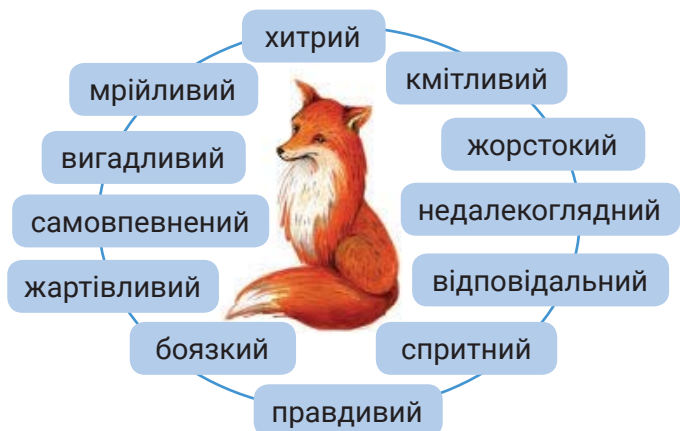 хитрий
мрійливий
кмітливий
вигадливий
жорстокий
самовпевнений
недалекоглядний
жартівливий
відповідальний
боязкий
спритний
правдивий